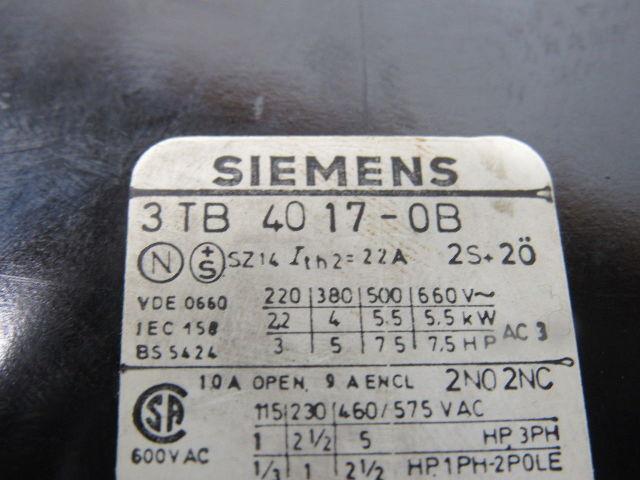 SIEMENS
3TB 4017-0B
N +S SZ14 Ith2=22A 2S+2Ö
VDE 0660 220 380 500 660 V~
IEC 158 2,2 4 5.5 5.5 kW AC 3
BS 5424 3 5 7 5 7,5 HP
10A OPEN, 9 A ENCL 2NO 2NC
SA 115 230 460/575 VAC
1 2 1/2 5 HP, 3PH
600V AC 1/3 1 2 1/2 HP, 1PH-2POLE